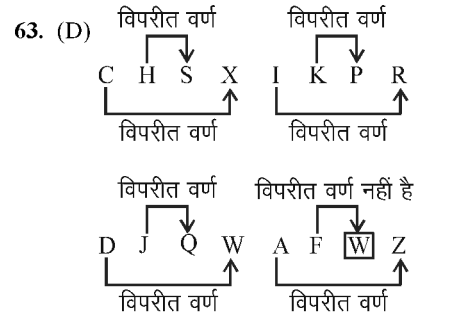 विपरीत वर्ण विपरीत वर्ण
63. (D)
C H S X I K P R
विपरीत वर्ण विपरीत वर्ण
विपरीत वर्ण विपरीत वर्ण नहीं है
D J Q W A F W Z
विपरीत वर्ण विपरीत वर्ण